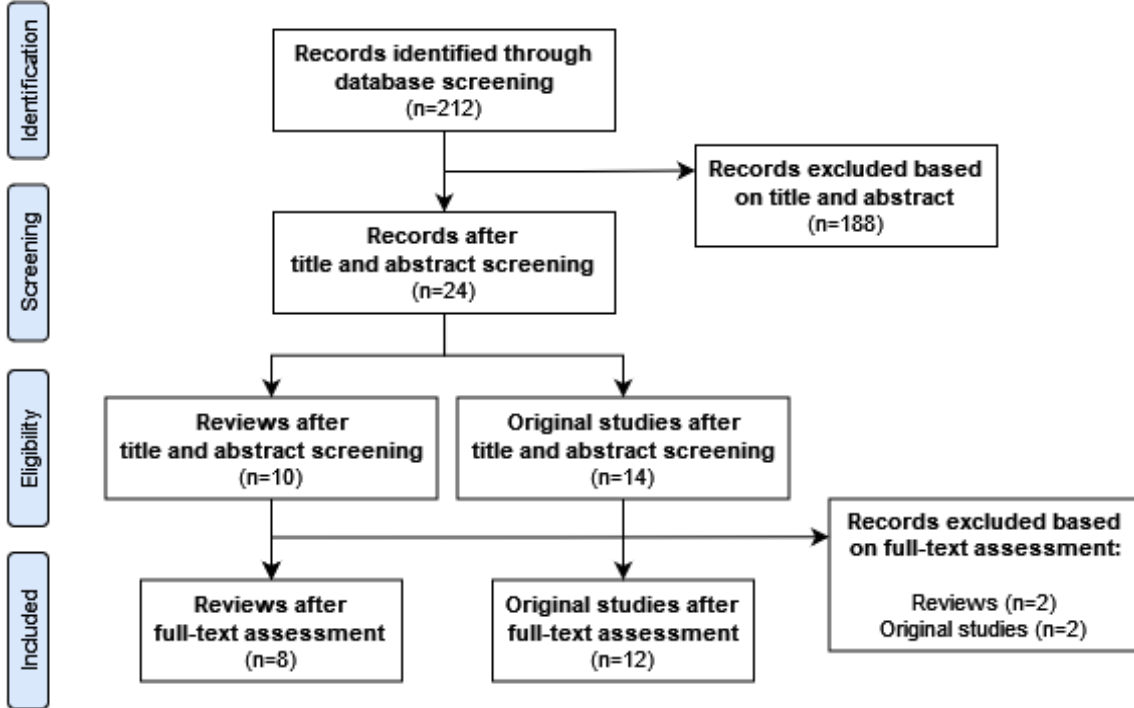 Identification
Records identified through
database screening
(n=212)
Records excluded based
on title and abstract
(n=188)
Screening
Records after
title and abstract screening
(n=24)
Eligibility
Reviews after
title and abstract screening
(n=10)
Original studies after
title and abstract screening
(n=14)
Records excluded based
on full-text assessment:
Reviews (n=2)
Original studies (n=2)
Included
Reviews after
full-text assessment
(n=8)
Original studies after
full-text assessment
(n=12)